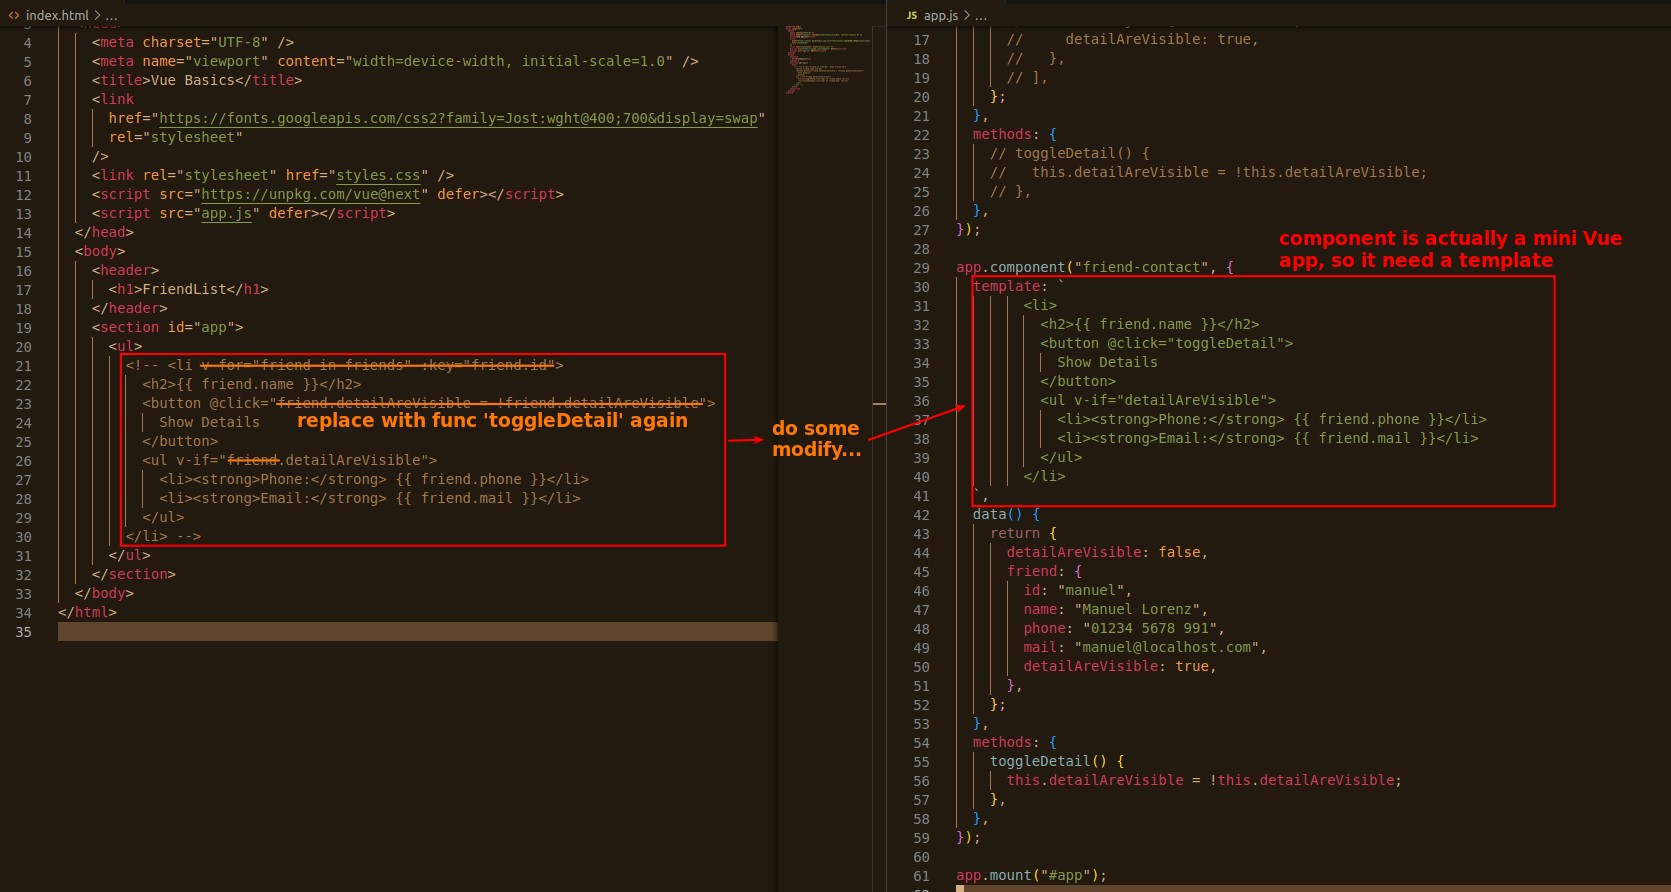 index.html > ...
4 <meta charset="UTF-8" />
5 <meta name="viewport" content="width=device-width, initial-scale=1.0" />
6 <title>Vue Basics</title>
7 <link
8 href="https://fonts.googleapis.com/css2?family=Jost:wght@400;700&display=swap"
9 rel="stylesheet"
10 />
11 <link rel="stylesheet" href="styles.css" />
12 <script src="https://unpkg.com/vue@next" defer></script>
13 <script src="app.js" defer></script>
14 </head>
15 <body>
16 <header>
17 <h1>FriendList</h1>
18 </header>
19 <section id="app">
20 <ul>
21 <!-- <li v-for="friend in friends" :key="friend.id">
22 <h2>{{ friend.name }}</h2>
23 <button @click="friend.detailAreVisible = !friend.detailAreVisible">
24 Show Details
replace with func 'toggleDetail' again
25 </button>
26 <ul v-if="friend.detailAreVisible">
27 <li><strong>Phone:</strong> {{ friend.phone }}</li>
28 <li><strong>Email:</strong> {{ friend.mail }}</li>
29 </ul>
30 </li> -->
31 </ul>
32 </section>
33 </body>
34 </html>
35
do some
modify...
JS app.js > ...
17 // detailAreVisible: true,
18 // },
19 // ],
20 };
21 },
22 methods: {
23 // toggleDetail() {
24 // this.detailAreVisible = !this.detailAreVisible;
25 // },
26 },
27 });
28
component is actually a mini Vue
app, so it need a template
29 app.component("friend-contact", {
30 template: `
31 <li>
32 <h2>{{ friend.name }}</h2>
33 <button @click="toggleDetail">
34 Show Details
35 </button>
36 <ul v-if="detailAreVisible">
37 <li><strong>Phone:</strong> {{ friend.phone }}</li>
38 <li><strong>Email:</strong> {{ friend.mail }}</li>
39 </ul>
40 </li>
41 `,
42 data() {
43 return {
44 detailAreVisible: false,
45 friend: {
46 id: "manuel",
47 name: "Manuel Lorenz",
48 phone: "01234 5678 991",
49 mail: "manuel@localhost.com",
50 detailAreVisible: true,
51 },
52 };
53 },
54 methods: {
55 toggleDetail() {
56 this.detailAreVisible = !this.detailAreVisible;
57 },
58 },
59 });
60
61 app.mount("#app");